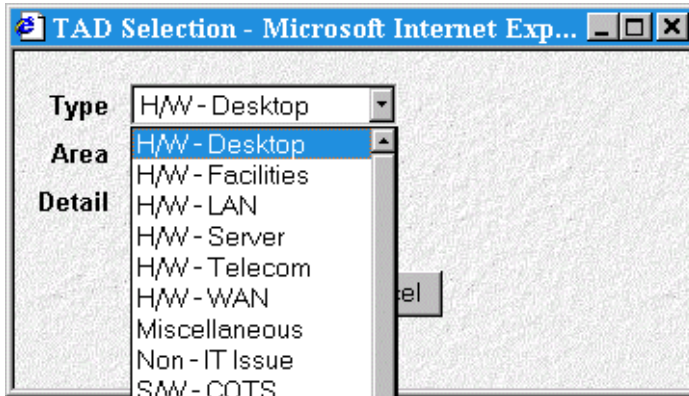 TAD Selection - Microsoft Internet Exp...
Type H/W - Desktop
Area
Detail
H/W - Desktop
H/W - Facilities
H/W - LAN
H/W - Server
H/W - Telecom
H/W - WAN
Miscellaneous
Non - IT Issue
S/W - COTS
cel